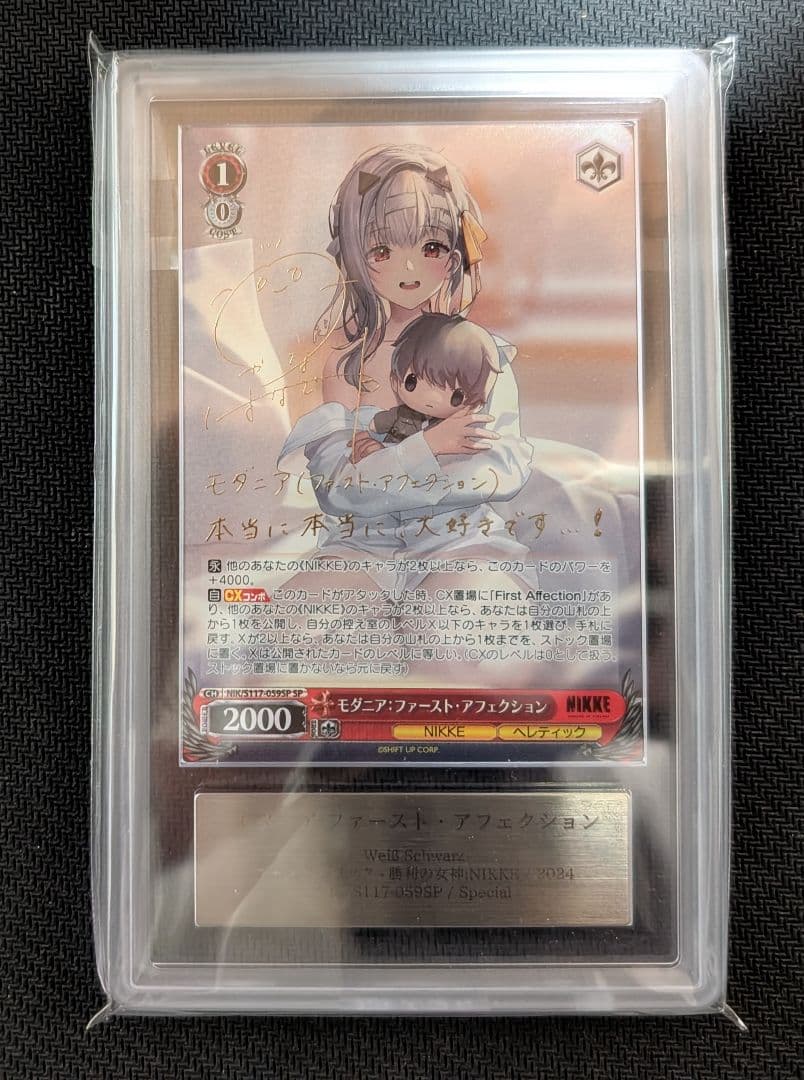 LEVEL
1
0
COST
モダニア(ファースト・アフェクション)
本当に本当に、大好きです…!
永 他のあなたの《NIKKE》のキャラが2枚以上なら、このカードのパワーを
+4000。
自 CXコンボ このカードがアタックした時、CX置場に「First Affection」があ
り、他のあなたの《NIKKE》のキャラが2枚以上なら、あなたは自分の山札の上
から1枚を公開し、自分の控え室のレベルX以下のキャラを1枚選び、手札に
戻す。Xが2以上なら、あなたは自分の山札の上から1枚までを、ストック置場
に置く。Xは公開されたカードのレベルに等しい。(CXのレベルは0として扱う。
ストック置場に置かないなら元に戻す)
CH NIK/S117-059SP SP
POWER 2000 モダニア:ファースト・アフェクション NIKKE
NIKKE ヘレティック
©SHIFT UP CORP.
ファースト・アフェクション
Weiß Schwarz
勝利の女神:NIKKE / 2024
S117-059SP / Special